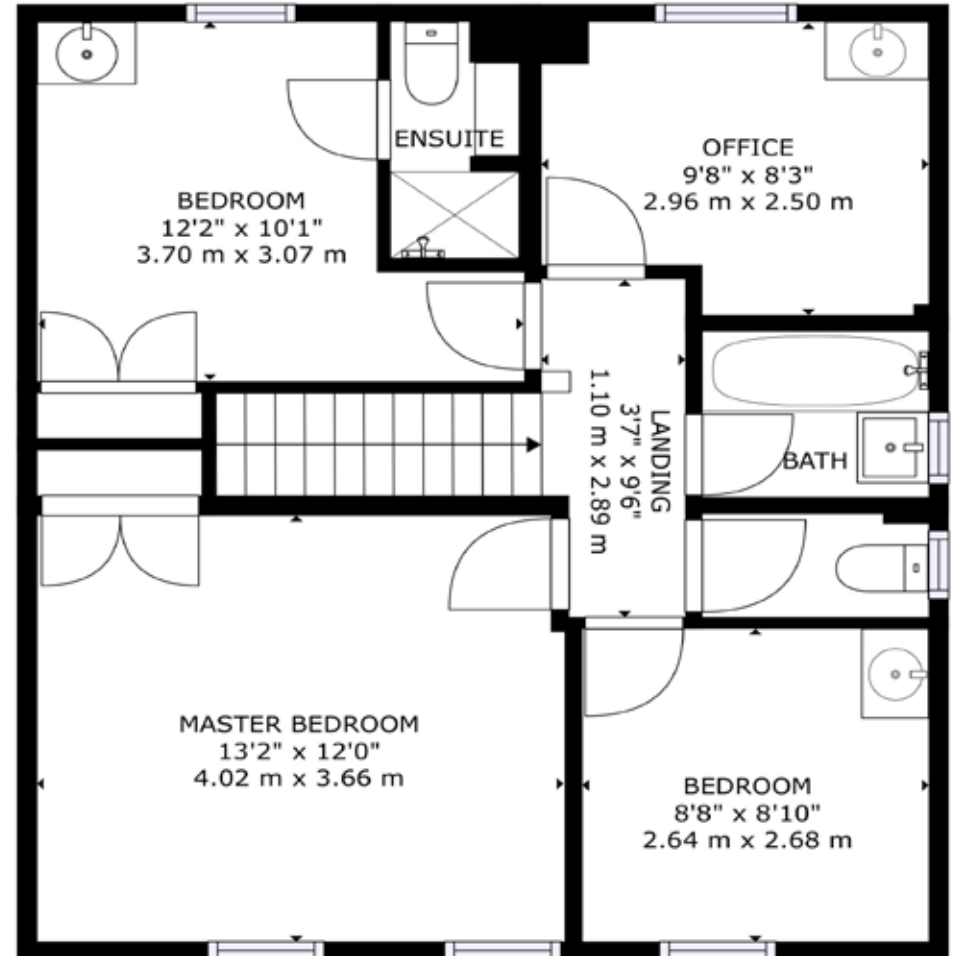 ENSUITE
OFFICE
9'8" x 8'3"
2.96 m x 2.50 m
BEDROOM
12'2" x 10'1"
3.70 m x 3.07 m
LANDING
3'7" x 9'6"
1.10 m x 2.89 m
BATH
MASTER BEDROOM
13'2" x 12'0"
4.02 m x 3.66 m
BEDROOM
8'8" x 8'10"
2.64 m x 2.68 m